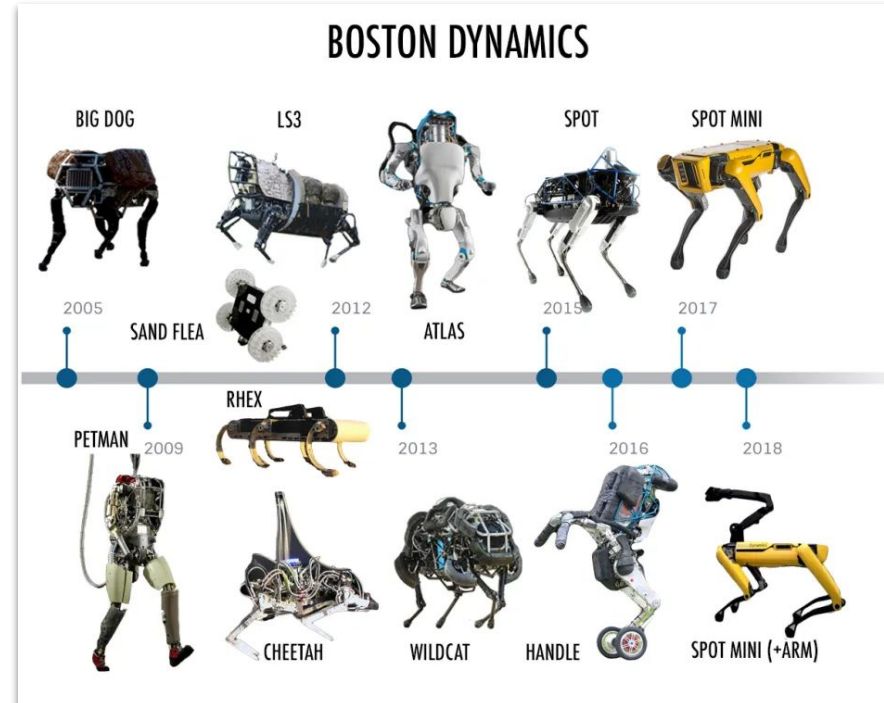 BOSTON DYNAMICS
BIG DOG
LS3
SPOT
SPOT MINI
2005
SAND FLEA
2012
ATLAS
2015
2017
PETMAN
2009
RHEX
2013
2016
2018
CHEETAH
WILDCAT
HANDLE
SPOT MINI (+ARM)